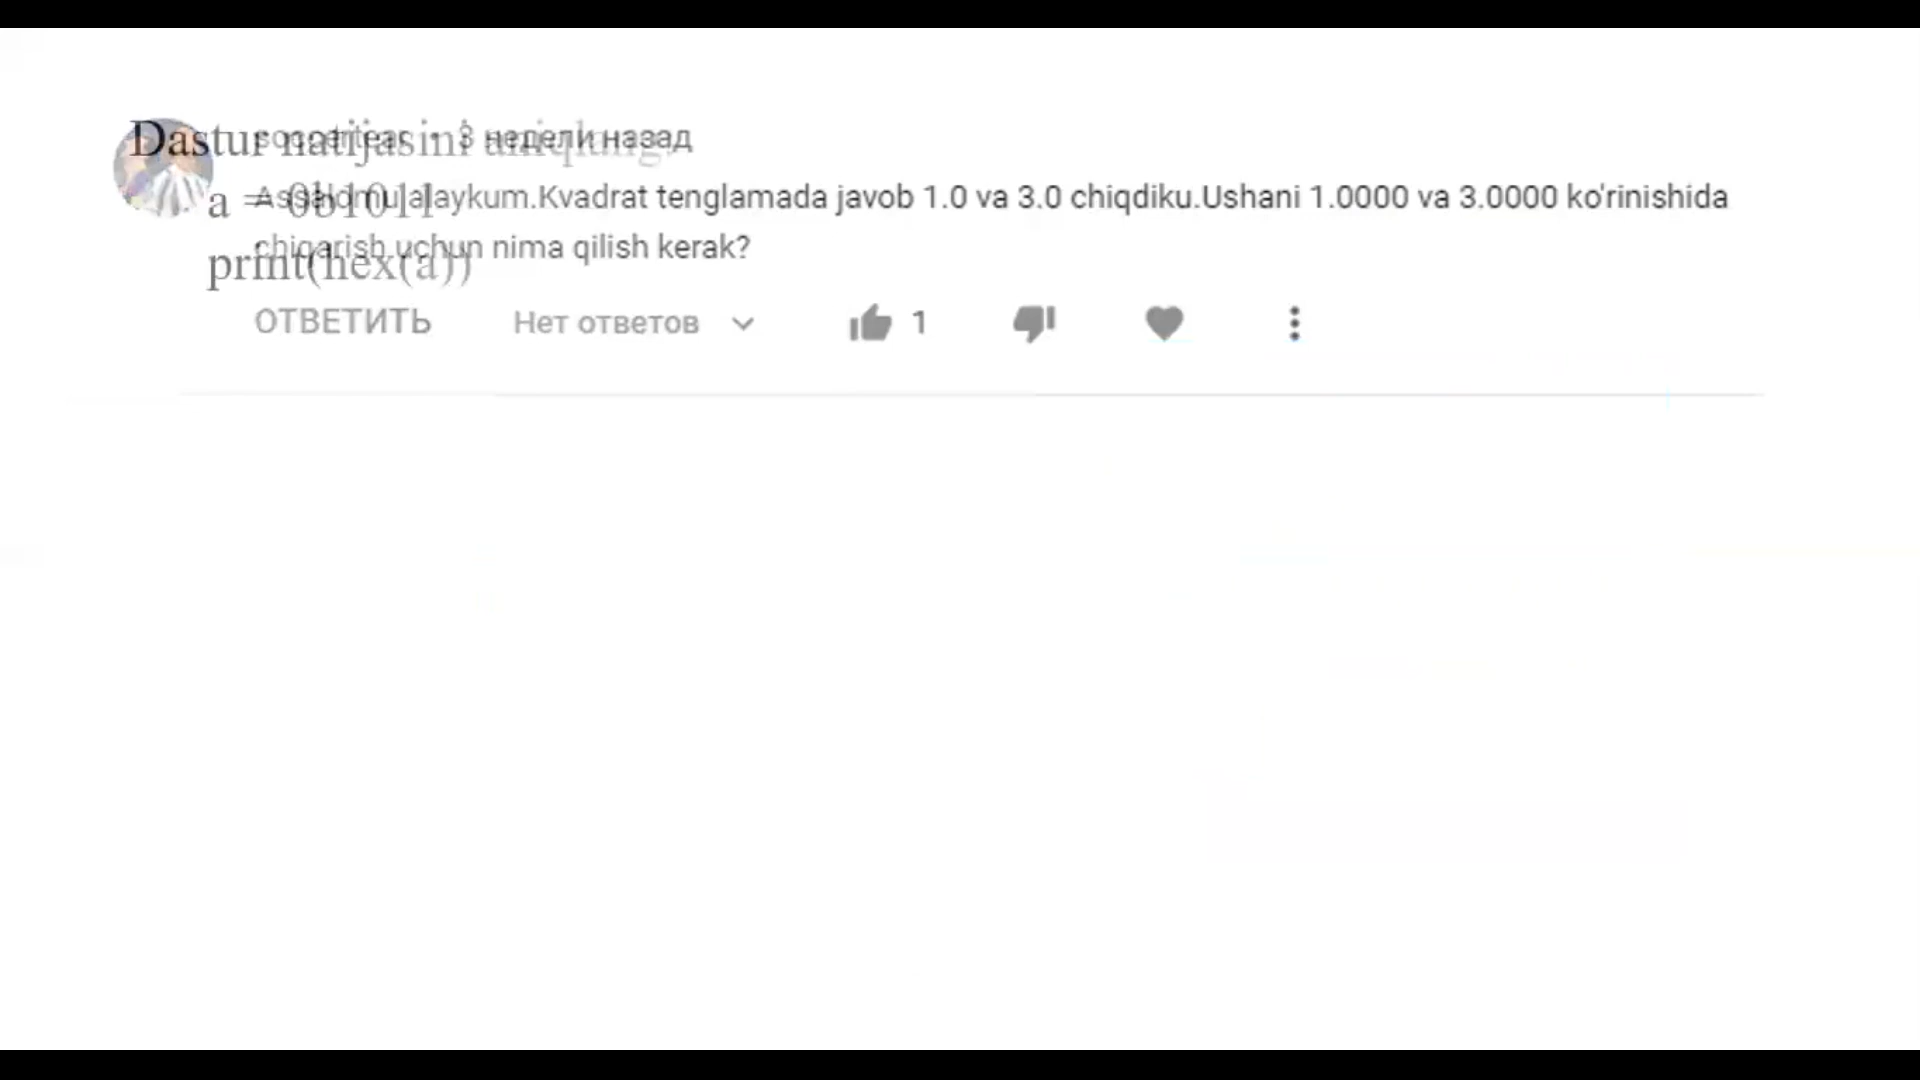 Dastur natijasini aniqlang.
3 недели назад
a = 0b1011
Assalomu alaykum.Kvadrat tenglamada javob 1.0 va 3.0 chiqdiku.Ushani 1.0000 va 3.0000 ko'rinishida
chiqarish uchun nima qilish kerak?
print(hex(a))
ОТВЕТИТЬ Нет ответов 1